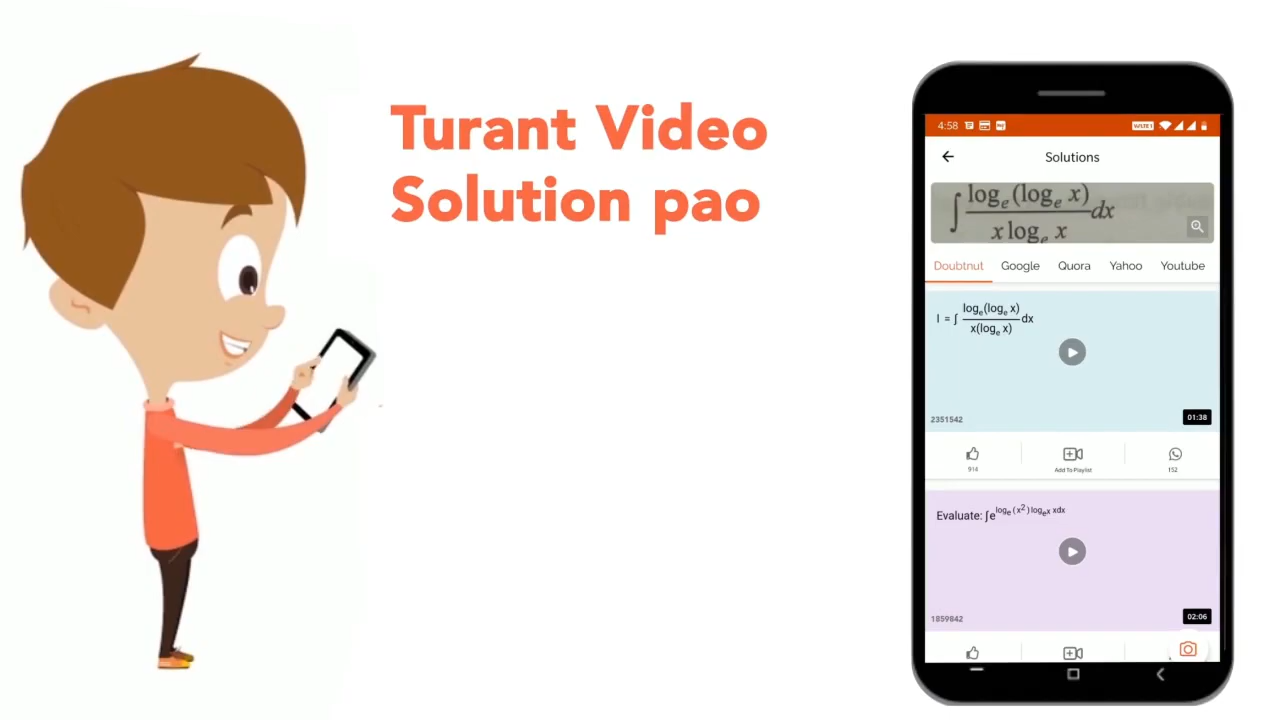 Turant Video
Solution pao
4:58
Solutions
∫ logₑ(logₑ x) / x logₑ x dx
Doubtnut Google Quora Yahoo Youtube
I = ∫ logₑ(logₑ x) / x(logₑ x) dx
2351542 01:38
914 Add To Playlist 152
Evaluate: ∫e^logₑ(x²)logₑx xdx
1859842 02:06